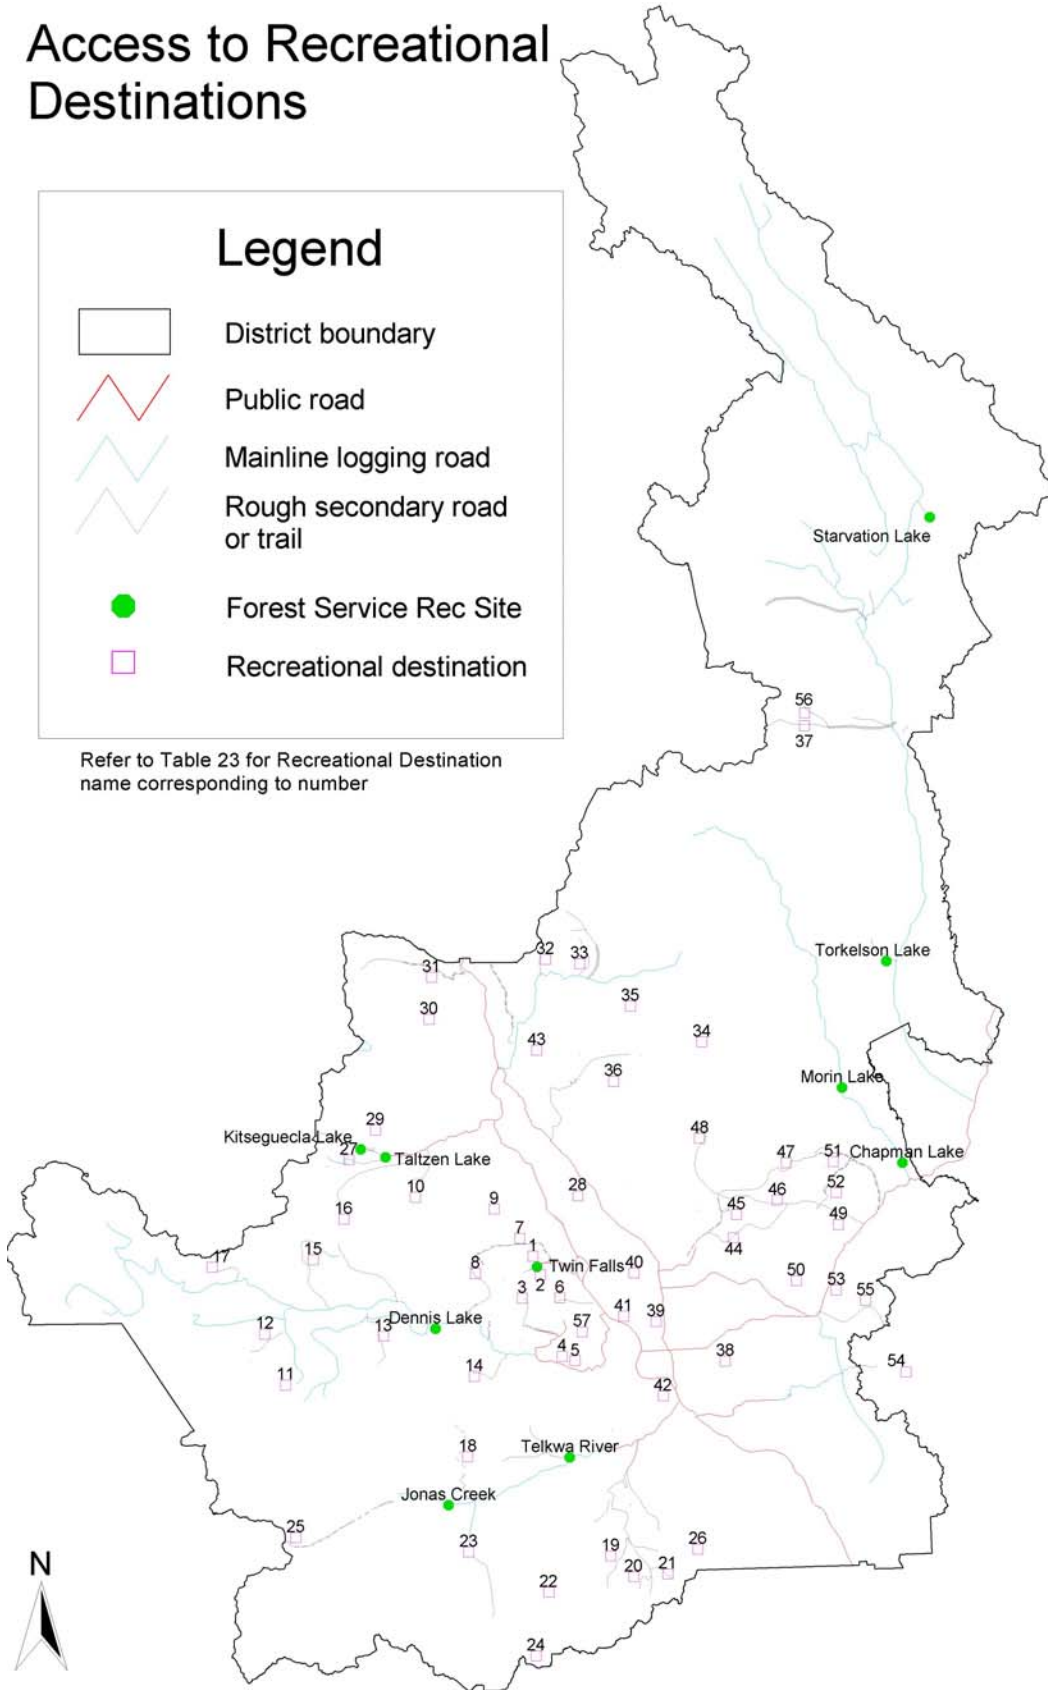 Access to Recreational
Destinations
Legend
District boundary
Public road
Mainline logging road
Rough secondary road
or trail
Forest Service Rec Site
Recreational destination
Refer to Table 23 for Recreational Destination
name corresponding to number
Starvation Lake
56
37
Torkelson Lake
32
33
31
35
30
34
43
36
Morin Lake
29
48
Kitseguecla Lake
27
Taltzen Lake
47
51
Chapman Lake
10
28
46
52
9
16
45
49
7
44
1
17
15
8
Twin Falls
40
2
50
53
3
6
55
41
39
12
13
Dennis Lake
57
4
5
38
54
14
11
42
18
Telkwa River
Jonas Creek
25
23
19
26
20
21
22
24
N